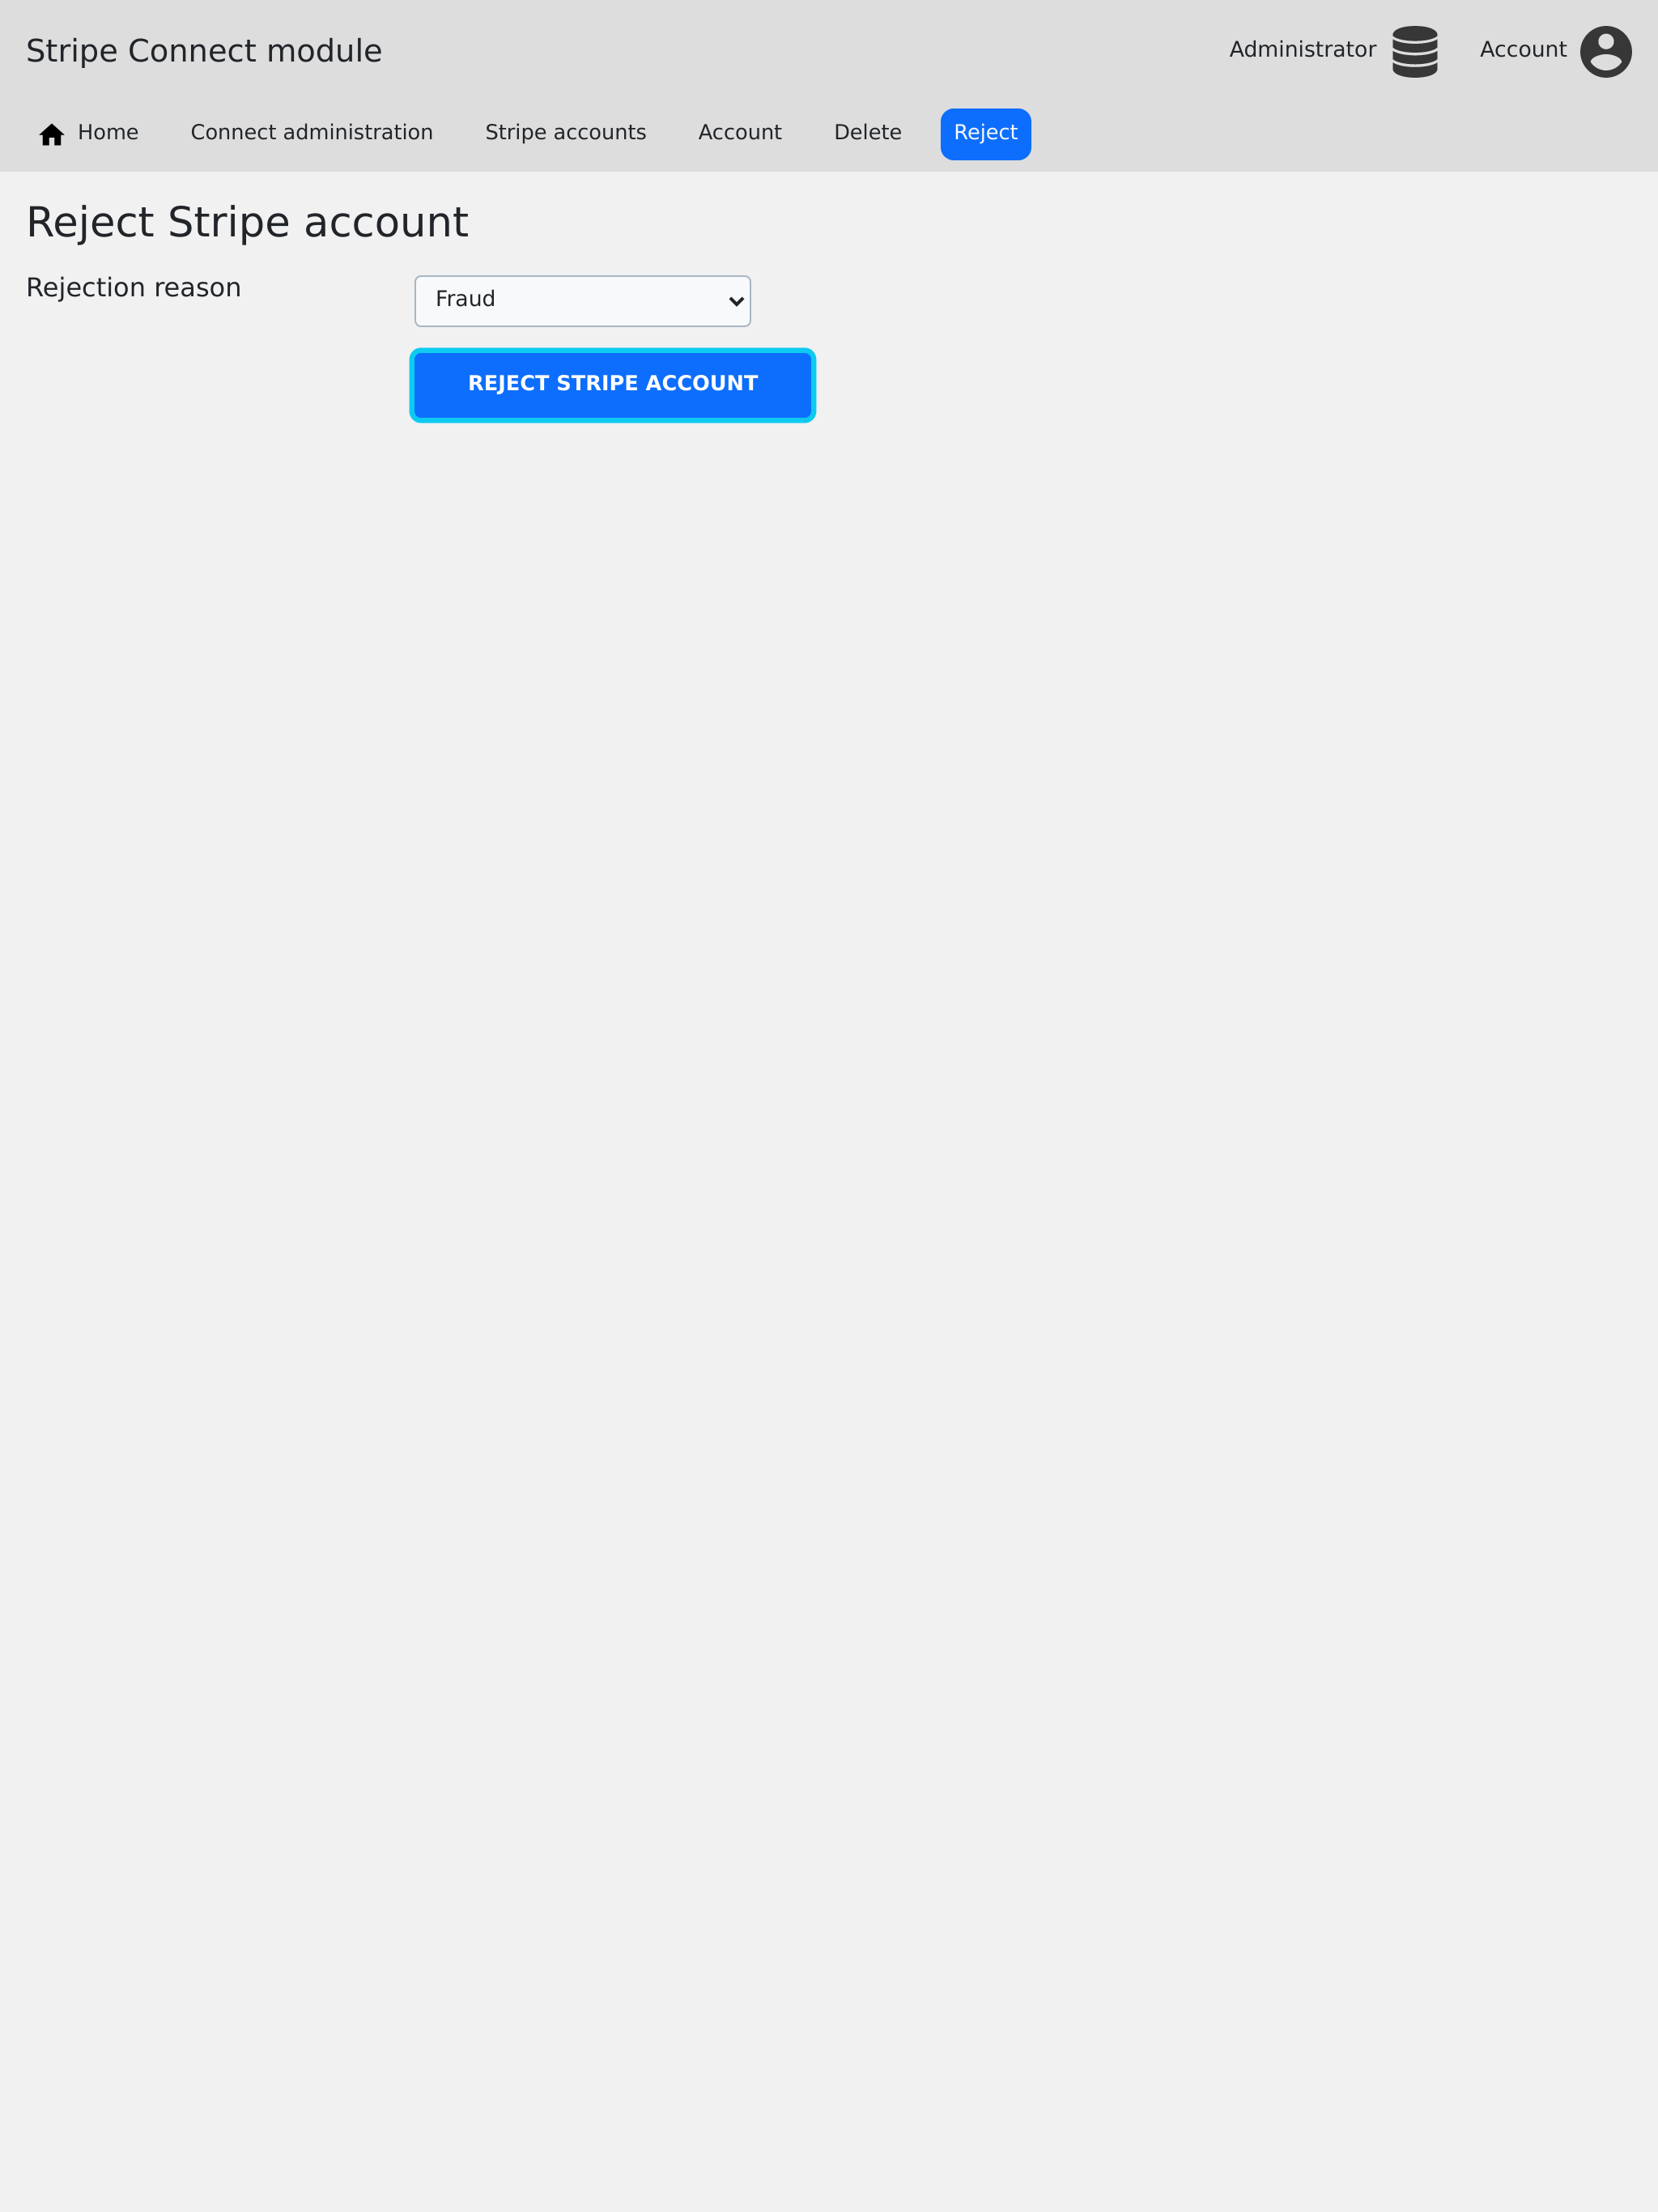 Stripe Connect module
Administrator
Account
Home
Connect administration
Stripe accounts
Account
Delete
Reject
Reject Stripe account
Rejection reason
Fraud
REJECT STRIPE ACCOUNT